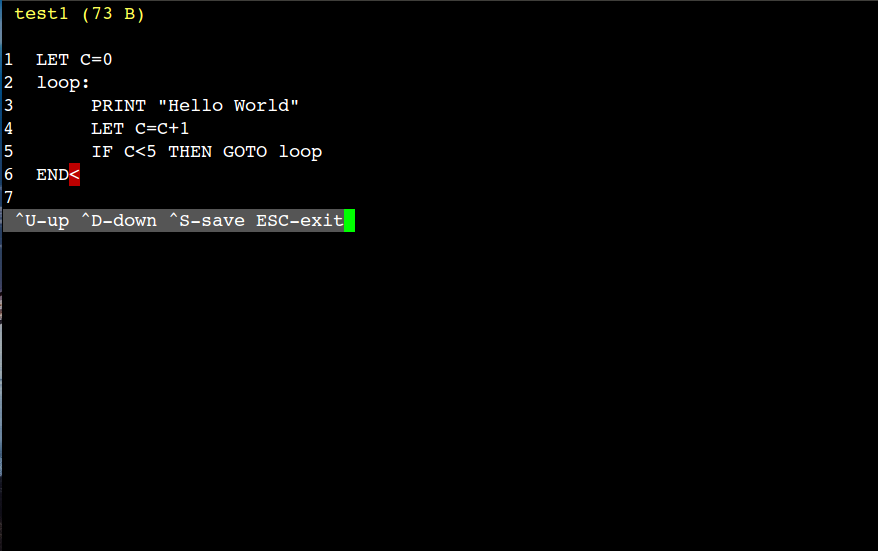 test1 (73 B)
1  LET C=0
2  loop:
3       PRINT "Hello World"
4       LET C=C+1
5       IF C<5 THEN GOTO loop
6  END<
7
^U-up ^D-down ^S-save ESC-exit